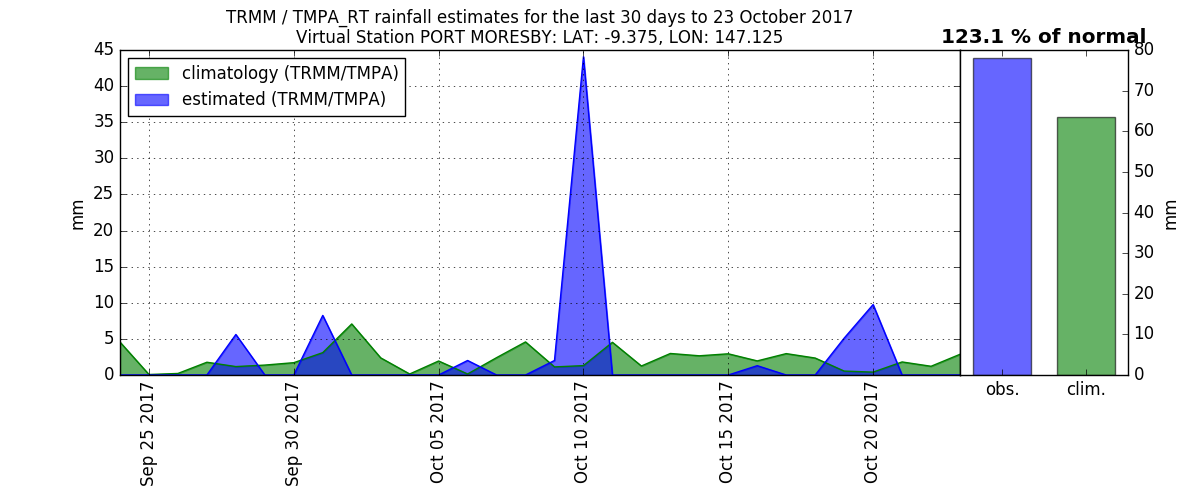 TRMM / TMPA_RT rainfall estimates for the last 30 days to 23 October 2017
Virtual Station PORT MORESBY: LAT: -9.375, LON: 147.125
123.1 % of normal
climatology (TRMM/TMPA)
estimated (TRMM/TMPA)
45
40
35
30
25
20
15
10
5
0
mm
Sep 25 2017
Sep 30 2017
Oct 05 2017
Oct 10 2017
Oct 15 2017
Oct 20 2017
80
70
60
50
40
30
20
10
0
mm
obs.
clim.